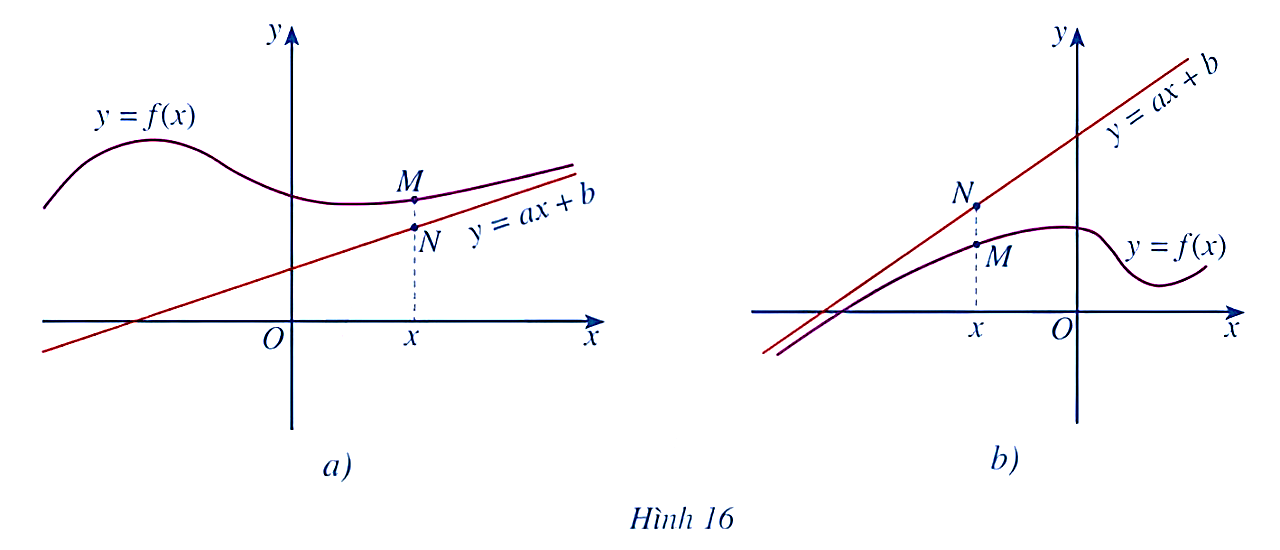 y
y = f(x)
M
N
y = ax + b
O
x
x
a)
y
y = ax + b
N
M
y = f(x)
x
O
x
b)
Hình 16